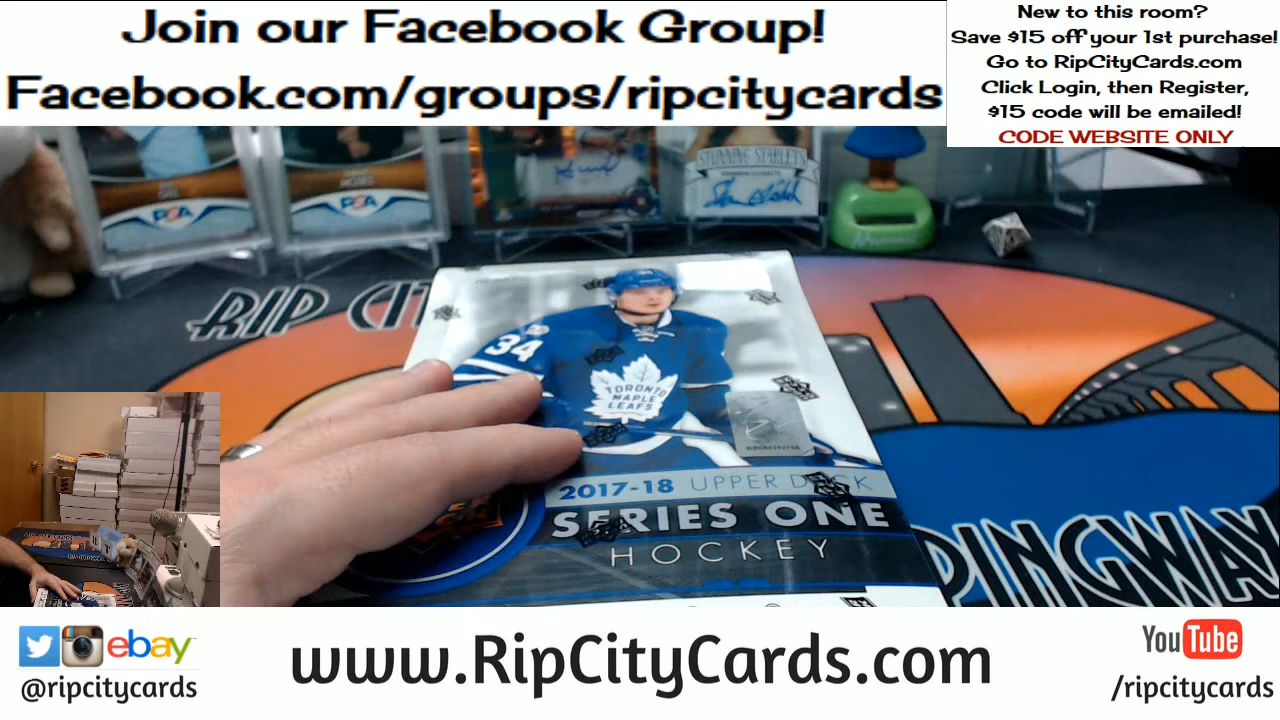 Join our Facebook Group!
Facebook.com/groups/ripcitycards
New to this room?
Save $15 off your 1st purchase!
Go to RipCityCards.com
Click Login, then Register,
$15 code will be emailed!
CODE WEBSITE ONLY
PSA
PSA
STUNNING STARLETS
RIP CIT
34
TORONTO
MAPLE
LEAFS
2017-18 UPPER DECK
SERIES ONE
HOCKEY
PINGWAY
ebay
@ripcitycards
www.RipCityCards.com
YouTube
/ripcitycards